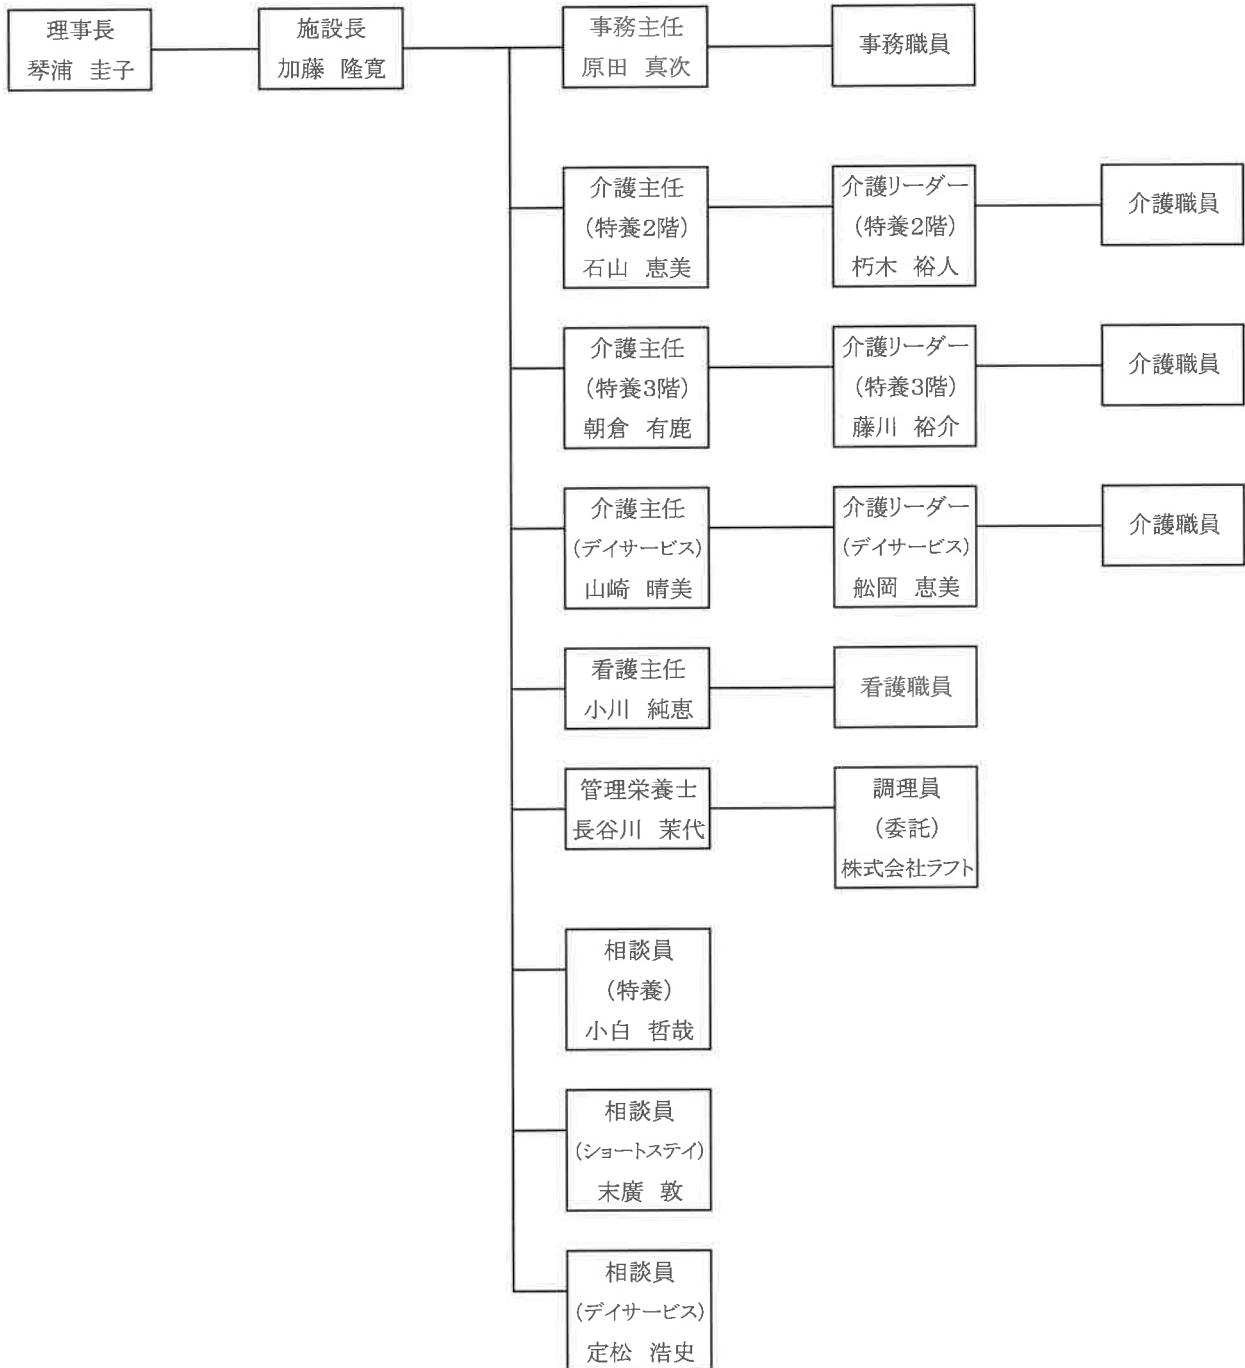 理事長
琴浦 圭子
施設長
加藤 隆寛
事務主任
原田 真次
事務職員
介護主任
(特養2階)
石山 恵美
介護リーダー
(特養2階)
朽木 裕人
介護職員
介護主任
(特養3階)
朝倉 有鹿
介護リーダー
(特養3階)
藤川 裕介
介護職員
介護主任
(デイサービス)
山崎 晴美
介護リーダー
(デイサービス)
舩岡 恵美
介護職員
看護主任
小川 純恵
看護職員
管理栄養士
長谷川 茉代
調理員
(委託)
株式会社ラフト
相談員
(特養)
小白 哲哉
相談員
(ショートステイ)
末廣 敦
相談員
(デイサービス)
定松 浩史